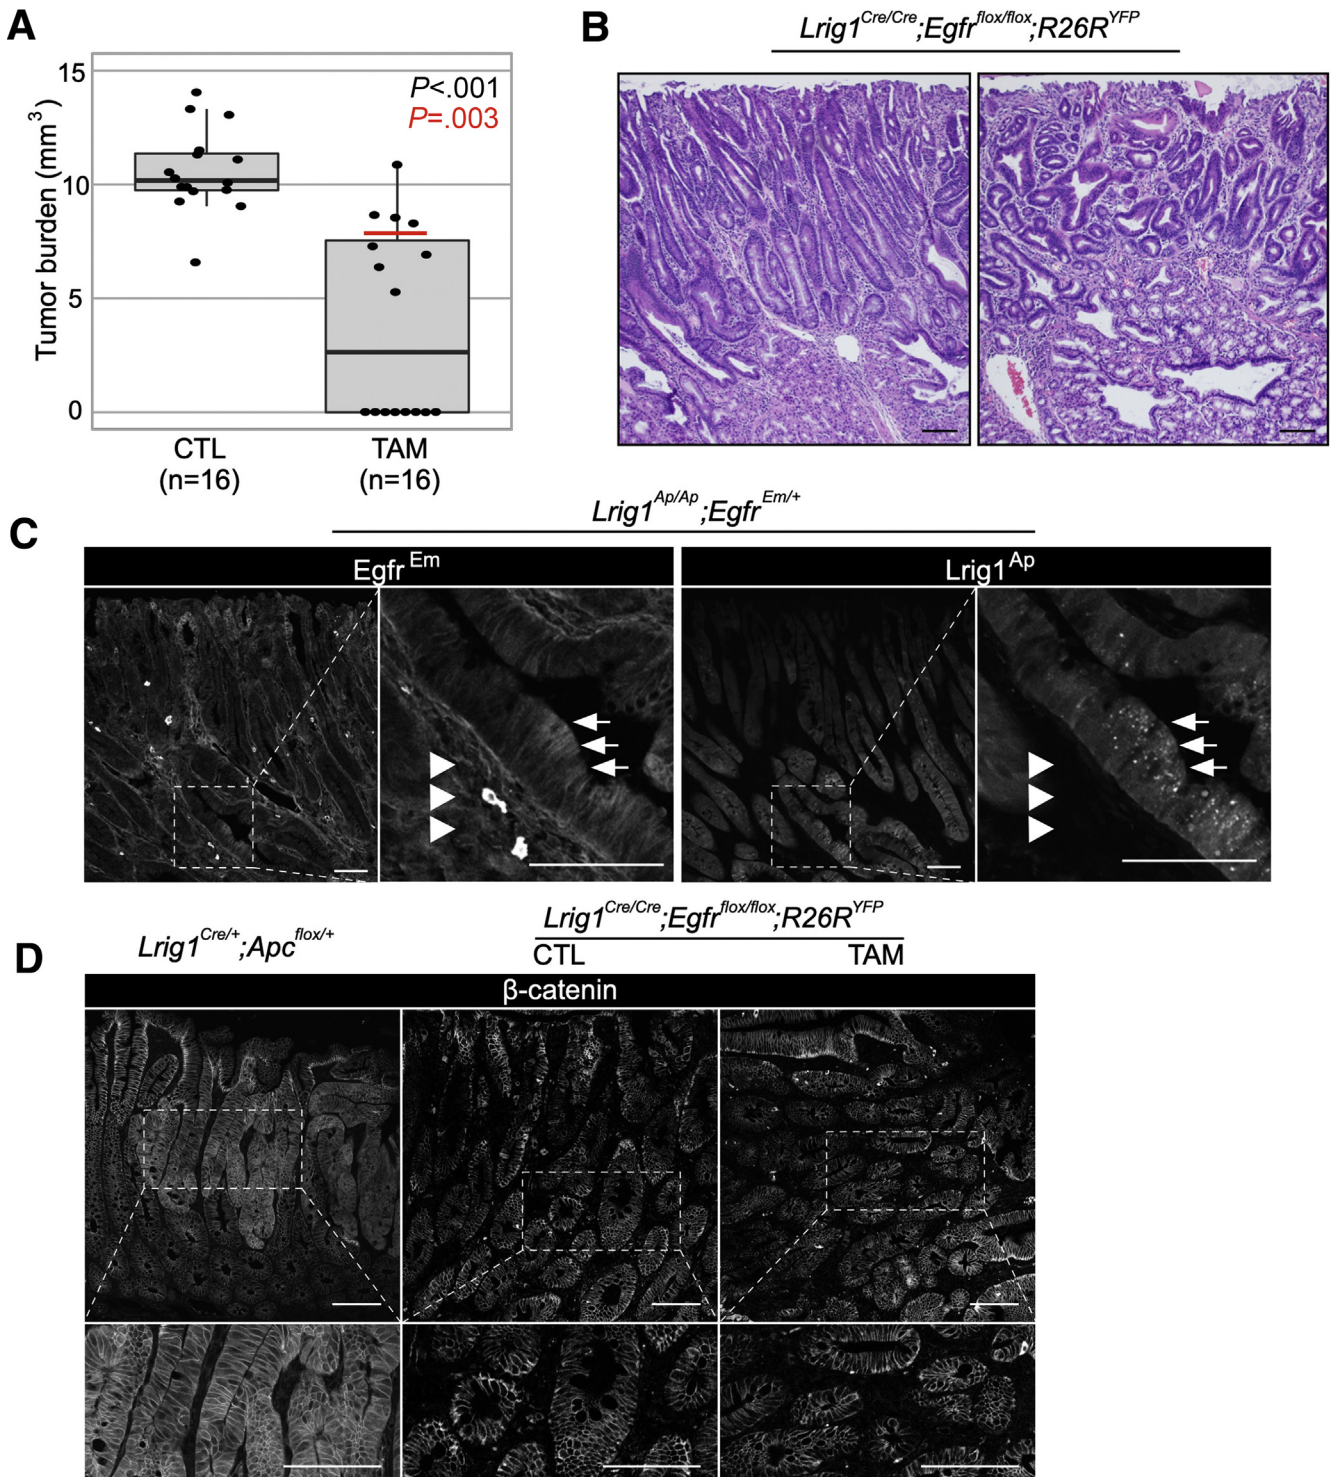 A
15
10
5
0
Tumor burden (mm3)
P<.001
P=.003
CTL
(n=16)
TAM
(n=16)
B
Lrig1Cre/Cre;Egfrflox/flox;R26RYFP
C
Lrig1Ap/Ap;EgfrEm/+
EgfrEm
Lrig1Ap
D
Lrig1Cre/+;Apcflox/+
Lrig1Cre/Cre;Egfrflox/flox;R26RYFP
CTL
TAM
β-catenin